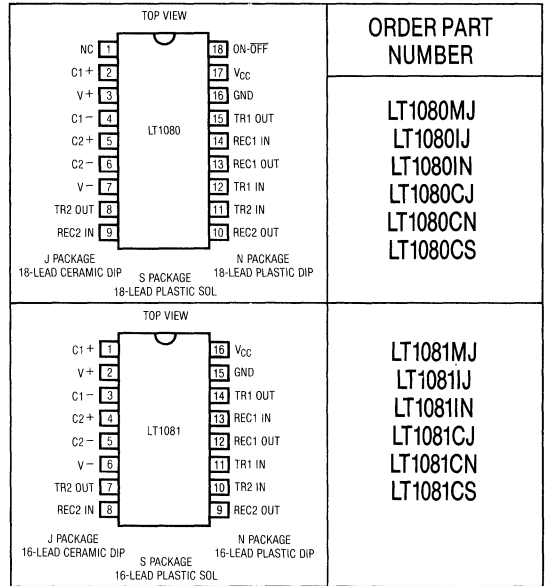 TOP VIEW
NC 1
C1+ 2
V+ 3
C1− 4
C2+ 5
C2− 6
V− 7
TR2 OUT 8
REC2 IN 9
LT1080
18 ON-OFF
17 VCC
16 GND
15 TR1 OUT
14 REC1 IN
13 REC1 OUT
12 TR1 IN
11 TR2 IN
10 REC2 OUT
J PACKAGE
18-LEAD CERAMIC DIP
S PACKAGE
18-LEAD PLASTIC SOL
N PACKAGE
18-LEAD PLASTIC DIP
ORDER PART
NUMBER
LT1080MJ
LT1080IJ
LT1080IN
LT1080CJ
LT1080CN
LT1080CS
TOP VIEW
C1+ 1
V+ 2
C1− 3
C2+ 4
C2− 5
V− 6
TR2 OUT 7
REC2 IN 8
LT1081
16 VCC
15 GND
14 TR1 OUT
13 REC1 IN
12 REC1 OUT
11 TR1 IN
10 TR2 IN
9 REC2 OUT
J PACKAGE
16-LEAD CERAMIC DIP
S PACKAGE
16-LEAD PLASTIC SOL
N PACKAGE
16-LEAD PLASTIC DIP
LT1081MJ
LT1081IJ
LT1081IN
LT1081CJ
LT1081CN
LT1081CS